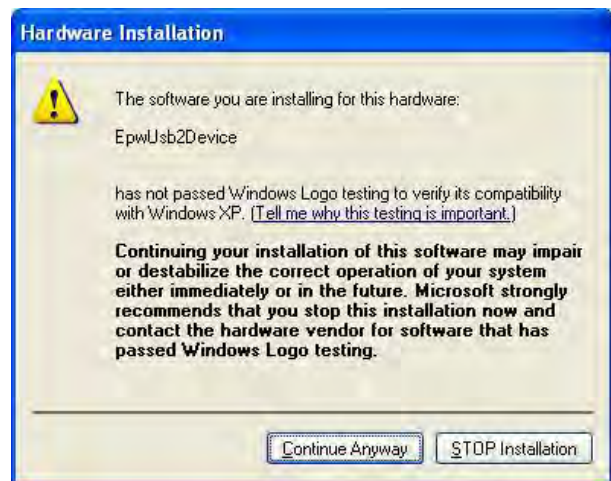 Hardware Installation
The software you are installing for this hardware:
EpwUsb2Device
has not passed Windows Logo testing to verify its compatibility
with Windows XP. (Tell me why this testing is important.)
Continuing your installation of this software may impair
or destabilize the correct operation of your system
either immediately or in the future. Microsoft strongly
recommends that you stop this installation now and
contact the hardware vendor for software that has
passed Windows Logo testing.
Continue Anyway
STOP Installation